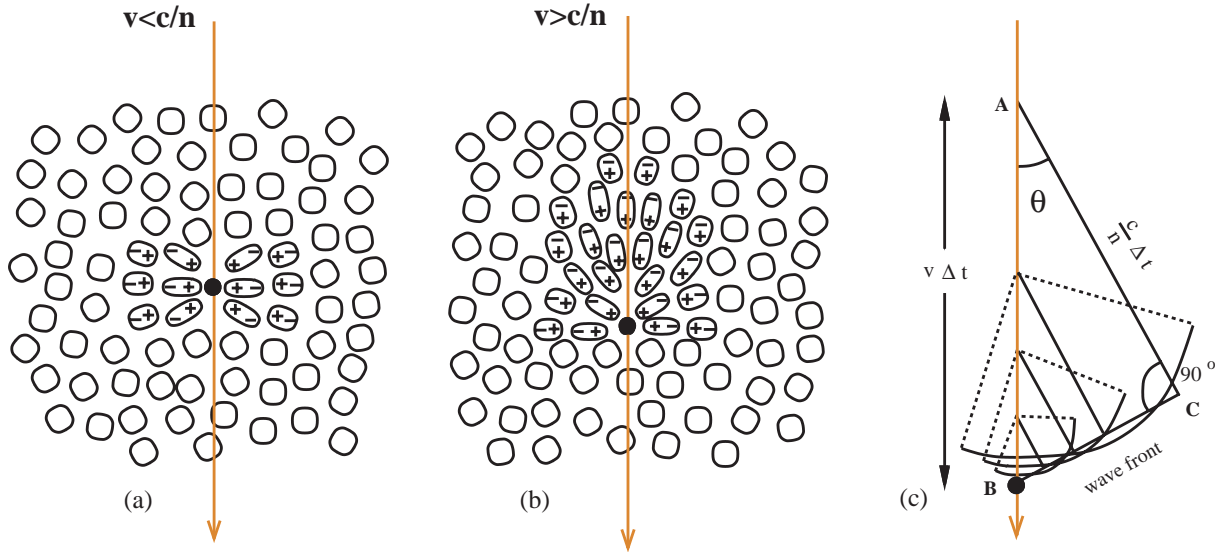 v<c/n
v>c/n
A
θ
c/n Δ t
v Δ t
90 o
C
B
wave front
(a)
(b)
(c)